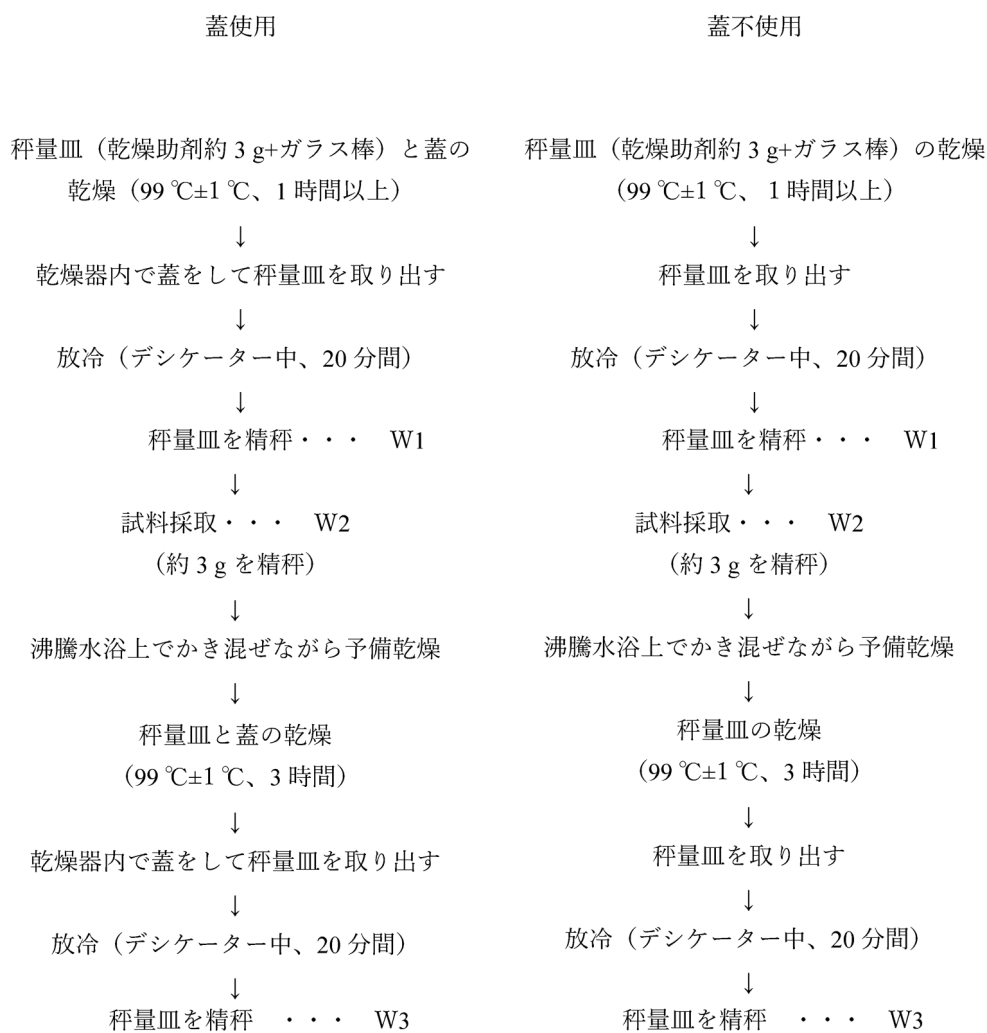 蓋使用
秤量皿（乾燥助剤約 3 g+ガラス棒）と蓋の
乾燥（99 ℃±1 ℃、1 時間以上）
↓
乾燥器内で蓋をして秤量皿を取り出す
↓
放冷（デシケーター中、20 分間）
↓
秤量皿を精秤・・・　W1
↓
試料採取・・・　W2
（約 3 g を精秤）
↓
沸騰水浴上でかき混ぜながら予備乾燥
↓
秤量皿と蓋の乾燥
（99 ℃±1 ℃、3 時間）
↓
乾燥器内で蓋をして秤量皿を取り出す
↓
放冷（デシケーター中、20 分間）
↓
秤量皿を精秤　・・・　W3
蓋不使用
秤量皿（乾燥助剤約 3 g+ガラス棒）の乾燥
（99 ℃±1 ℃、 1 時間以上）
↓
秤量皿を取り出す
↓
放冷（デシケーター中、20 分間）
↓
秤量皿を精秤・・・　W1
↓
試料採取・・・　W2
（約 3 g を精秤）
↓
沸騰水浴上でかき混ぜながら予備乾燥
↓
秤量皿の乾燥
（99 ℃±1 ℃、3 時間）
↓
秤量皿を取り出す
↓
放冷（デシケーター中、20 分間）
↓
秤量皿を精秤　・・・　W3